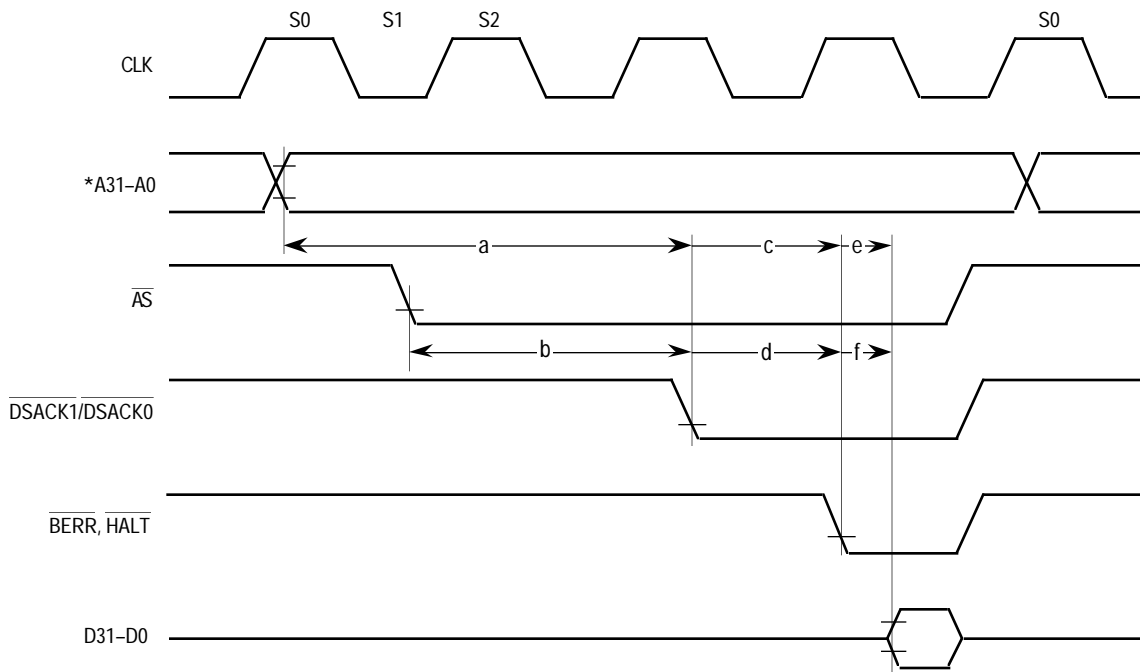 S0 S1 S2 S0
CLK
*A31–A0
a c e
AS
b d f
DSACK1/DSACK0
BERR, HALT
D31–D0